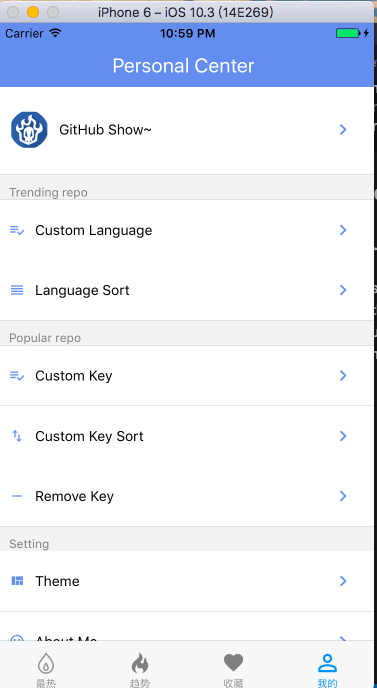 iPhone 6 – iOS 10.3 (14E269)
Carrier 10:59 PM
Personal Center
GitHub Show~
Trending repo
Custom Language
Language Sort
Popular repo
Custom Key
Custom Key Sort
Remove Key
Setting
Theme
About Me
最热 趋势 收藏 我的